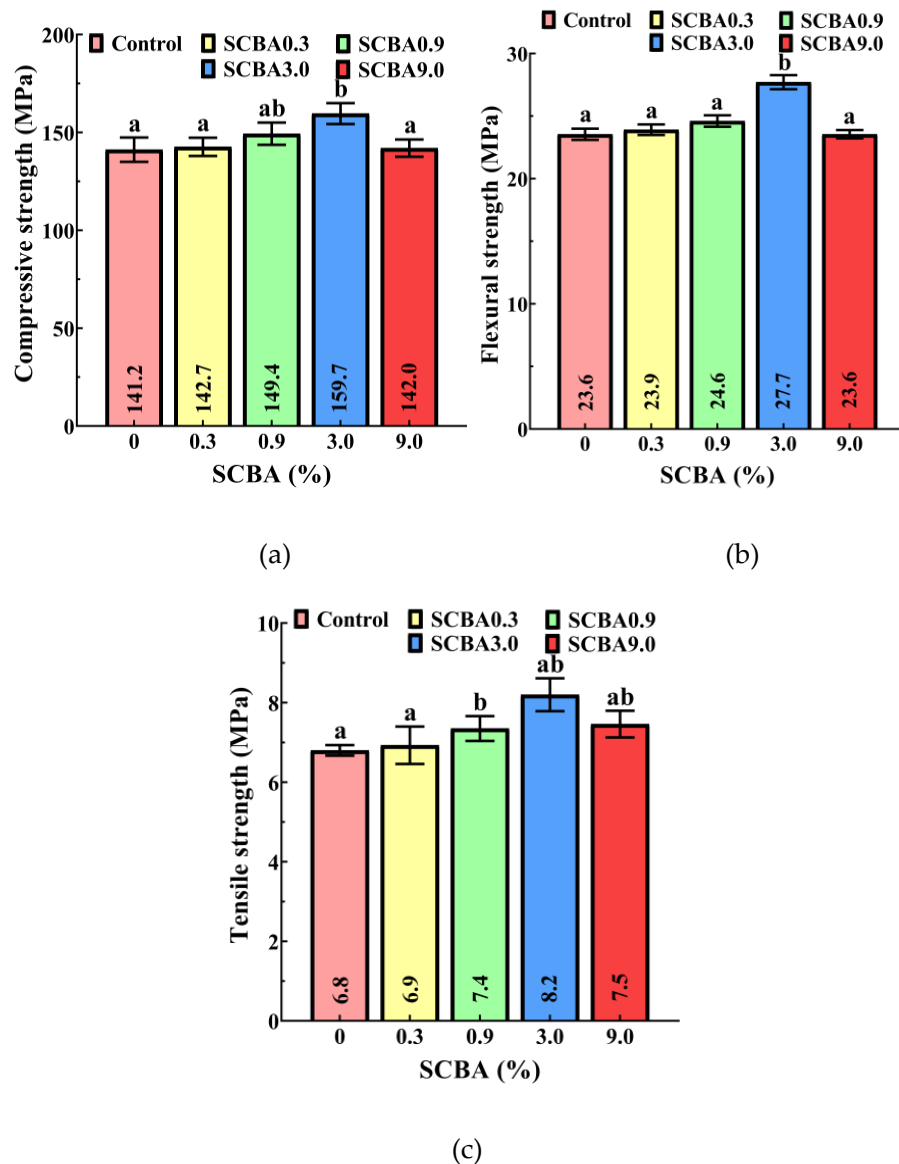 Control SCBA0.3 SCBA0.9
SCBA3.0 SCBA9.0
Compressive strength (MPa)
200
150
100
50
0
a a ab b a
141.2 142.7 149.4 159.7 142.0
0 0.3 0.9 3.0 9.0
SCBA (%)
(a)
Control SCBA0.3 SCBA0.9
SCBA3.0 SCBA9.0
Flexural strength (MPa)
30
20
10
0
a a a b a
23.6 23.9 24.6 27.7 23.6
0 0.3 0.9 3.0 9.0
SCBA (%)
(b)
Control SCBA0.3 SCBA0.9
SCBA3.0 SCBA9.0
Tensile strength (MPa)
10
8
6
4
2
0
a a b ab ab
6.8 6.9 7.4 8.2 7.5
0 0.3 0.9 3.0 9.0
SCBA (%)
(c)